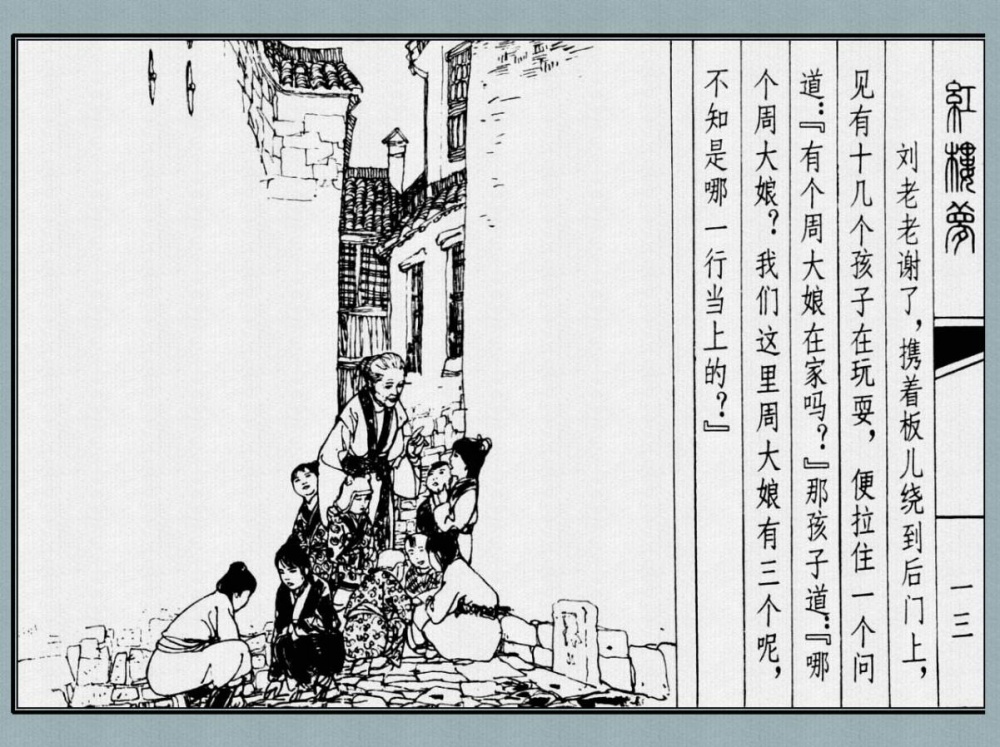 紅樓夢
刘老老谢了，携着板儿绕到后门上，
见有十几个孩子在玩耍，便拉住一个问
道：『有个周大娘在家吗？』那孩子道：『哪
个周大娘？我们这里周大娘有三个呢，
不知是哪一行当上的？』
一三